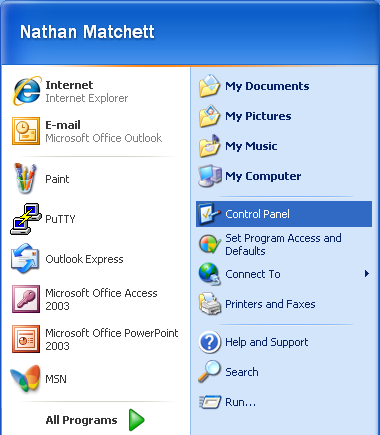 Nathan Matchett
Internet
Internet Explorer
E-mail
Microsoft Office Outlook
Paint
PuTTY
Outlook Express
Microsoft Office Access
2003
Microsoft Office PowerPoint
2003
MSN
All Programs
My Documents
My Pictures
My Music
My Computer
Control Panel
Set Program Access and
Defaults
Connect To
Printers and Faxes
Help and Support
Search
Run...